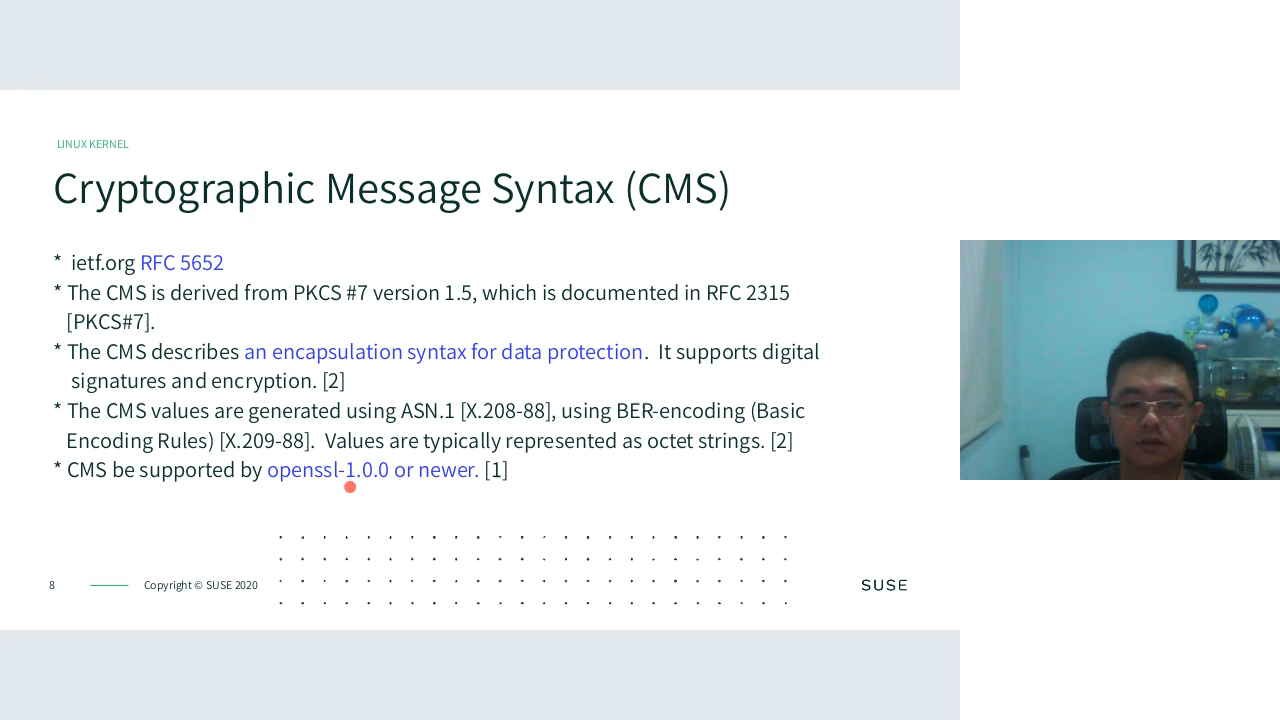 LINUX KERNEL
Cryptographic Message Syntax (CMS)
* ietf.org RFC 5652
* The CMS is derived from PKCS #7 version 1.5, which is documented in RFC 2315
[PKCS#7].
* The CMS describes an encapsulation syntax for data protection. It supports digital
signatures and encryption. [2]
* The CMS values are generated using ASN.1 [X.208-88], using BER-encoding (Basic
Encoding Rules) [X.209-88]. Values are typically represented as octet strings. [2]
* CMS be supported by openssl-1.0.0 or newer. [1]
8
Copyright © SUSE 2020
SUSE